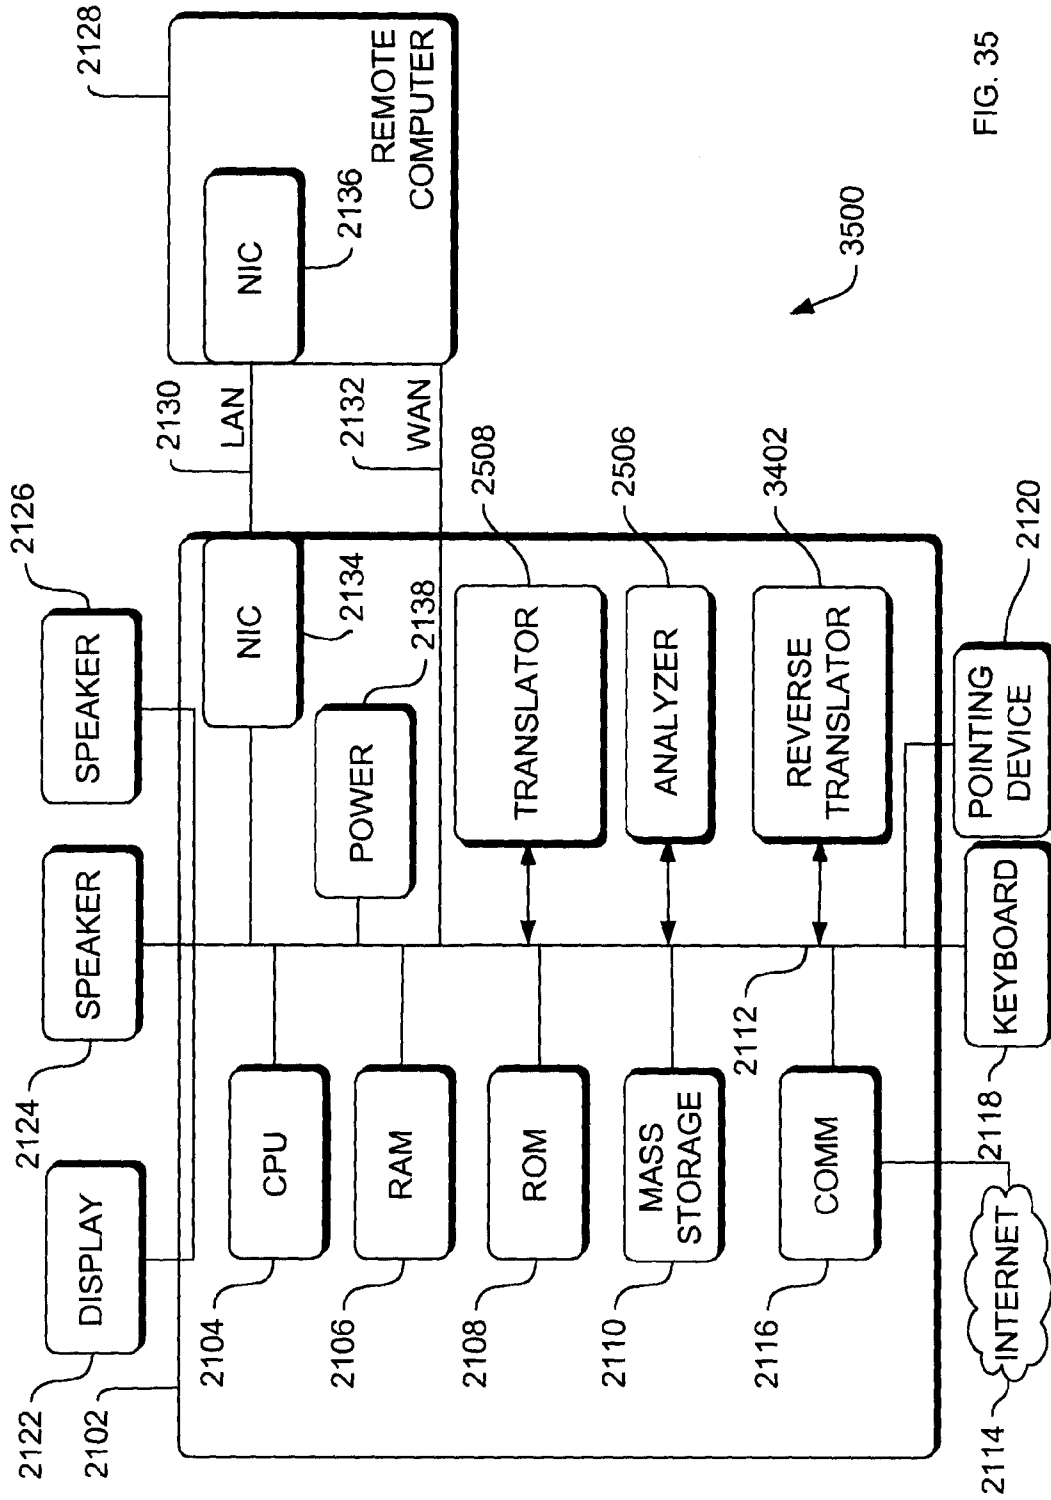 2122
DISPLAY
2124
SPEAKER
SPEAKER
2126
2128
2102
2104
CPU
NIC
2134
2130
LAN
NIC
2136
REMOTE
COMPUTER
2106
RAM
POWER
2138
2132
WAN
2108
ROM
TRANSLATOR
2508
2110
MASS
STORAGE
ANALYZER
2506
2112
2116
COMM
REVERSE
TRANSLATOR
3402
3500
2114
INTERNET
2118
KEYBOARD
POINTING
DEVICE
2120
FIG. 35